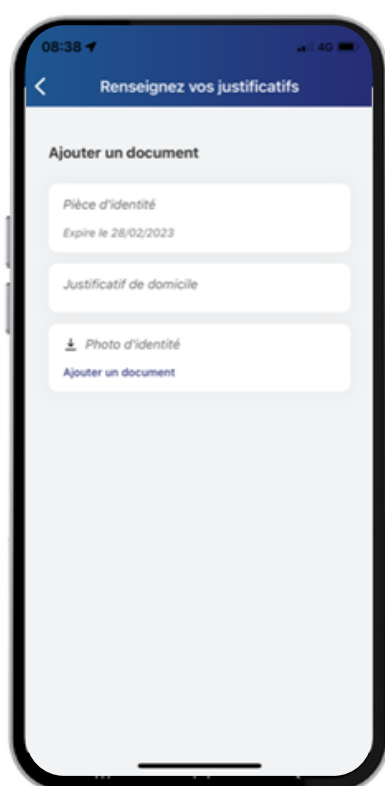 08:38
4G
Renseignez vos justificatifs
Ajouter un document
Pièce d'identité
Expire le 28/02/2023
Justificatif de domicile
Photo d'identité
Ajouter un document